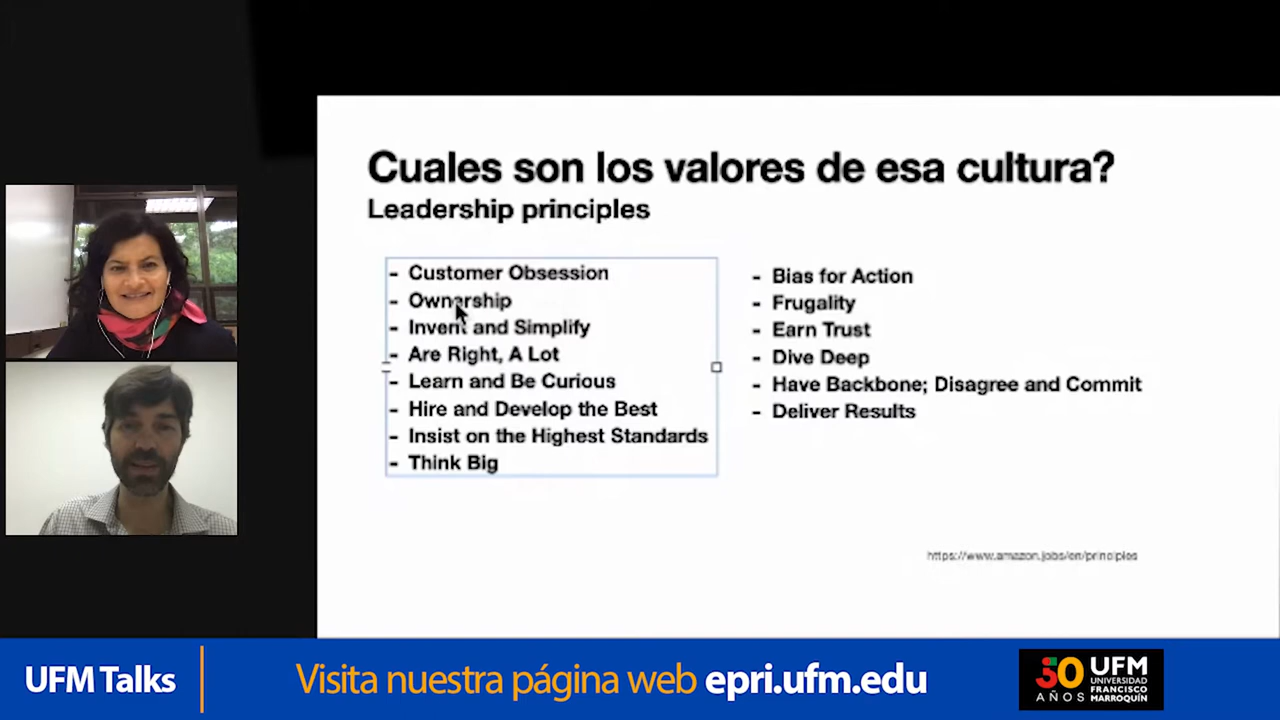 Cuales son los valores de esa cultura?
Leadership principles
- Customer Obsession
- Ownership
- Invent and Simplify
- Are Right, A Lot
- Learn and Be Curious
- Hire and Develop the Best
- Insist on the Highest Standards
- Think Big
- Bias for Action
- Frugality
- Earn Trust
- Dive Deep
- Have Backbone; Disagree and Commit
- Deliver Results
https://www.amazon.jobs/en/principles
UFM Talks
Visita nuestra página web epri.ufm.edu
50
AÑOS
UFM
UNIVERSIDAD
FRANCISCO
MARROQUÍN